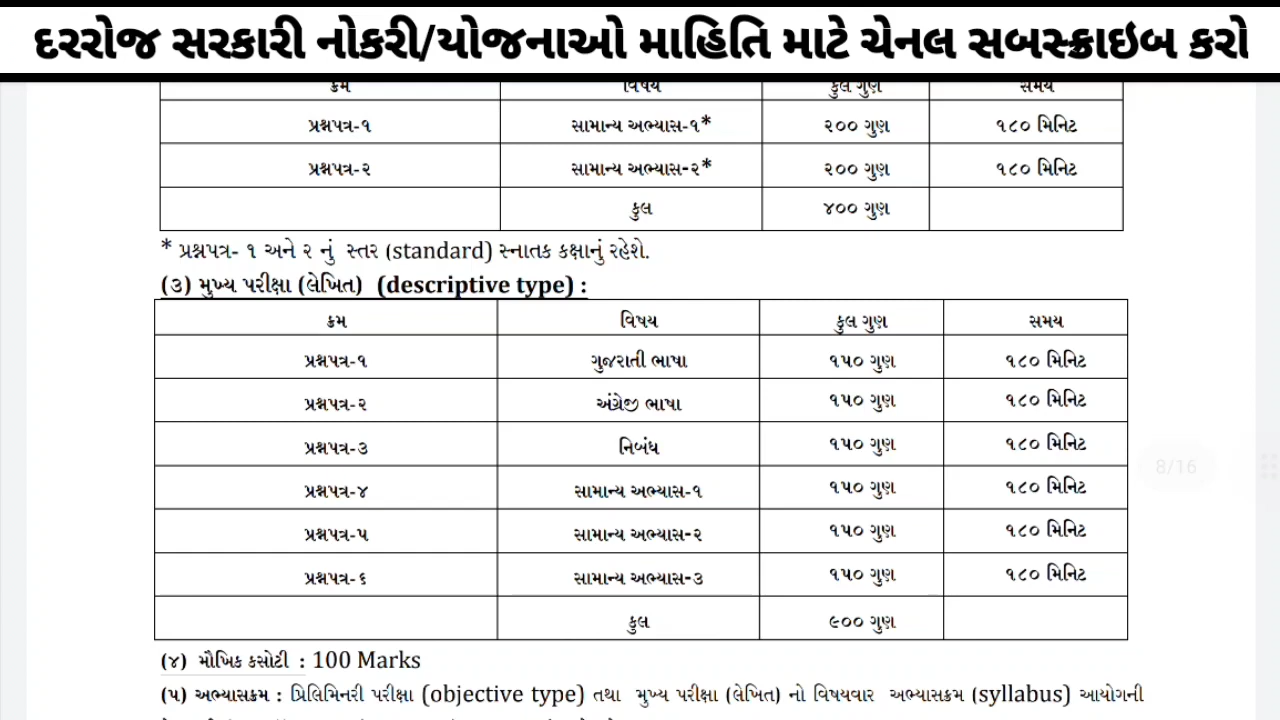 દરરોજ સરકારી નોકરી/યોજનાઓ માહિતિ માટે ચેનલ સબસ્ક્રાઇબ કરો
ક્રમ વિષય કુલ ગુણ સમય
પ્રશ્નપત્ર-૧ સામાન્ય અભ્યાસ-૧* ૨૦૦ ગુણ ૧૮૦ મિનિટ
પ્રશ્નપત્ર-૨ સામાન્ય અભ્યાસ-૨* ૨૦૦ ગુણ ૧૮૦ મિનિટ
કુલ ૪૦૦ ગુણ
* પ્રશ્નપત્ર- ૧ અને ૨ નું સ્તર (standard) સ્નાતક કક્ષાનું રહેશે.
(૩) મુખ્ય પરીક્ષા (લેખિત) (descriptive type) :
ક્રમ વિષય કુલ ગુણ સમય
પ્રશ્નપત્ર-૧ ગુજરાતી ભાષા ૧૫૦ ગુણ ૧૮૦ મિનિટ
પ્રશ્નપત્ર-૨ અંગ્રેજી ભાષા ૧૫૦ ગુણ ૧૮૦ મિનિટ
પ્રશ્નપત્ર-૩ નિબંધ ૧૫૦ ગુણ ૧૮૦ મિનિટ
પ્રશ્નપત્ર-૪ સામાન્ય અભ્યાસ-૧ ૧૫૦ ગુણ ૧૮૦ મિનિટ
પ્રશ્નપત્ર-૫ સામાન્ય અભ્યાસ-૨ ૧૫૦ ગુણ ૧૮૦ મિનિટ
પ્રશ્નપત્ર-૬ સામાન્ય અભ્યાસ-૩ ૧૫૦ ગુણ ૧૮૦ મિનિટ
કુલ ૯૦૦ ગુણ
8/16
(૪) મૌખિક કસોટી : 100 Marks
(૫) અભ્યાસક્રમ : પ્રિલિમિનરી પરીક્ષા (objective type) તથા મુખ્ય પરીક્ષા (લેખિત) નો વિષયવાર અભ્યાસક્રમ (syllabus) આયોગની